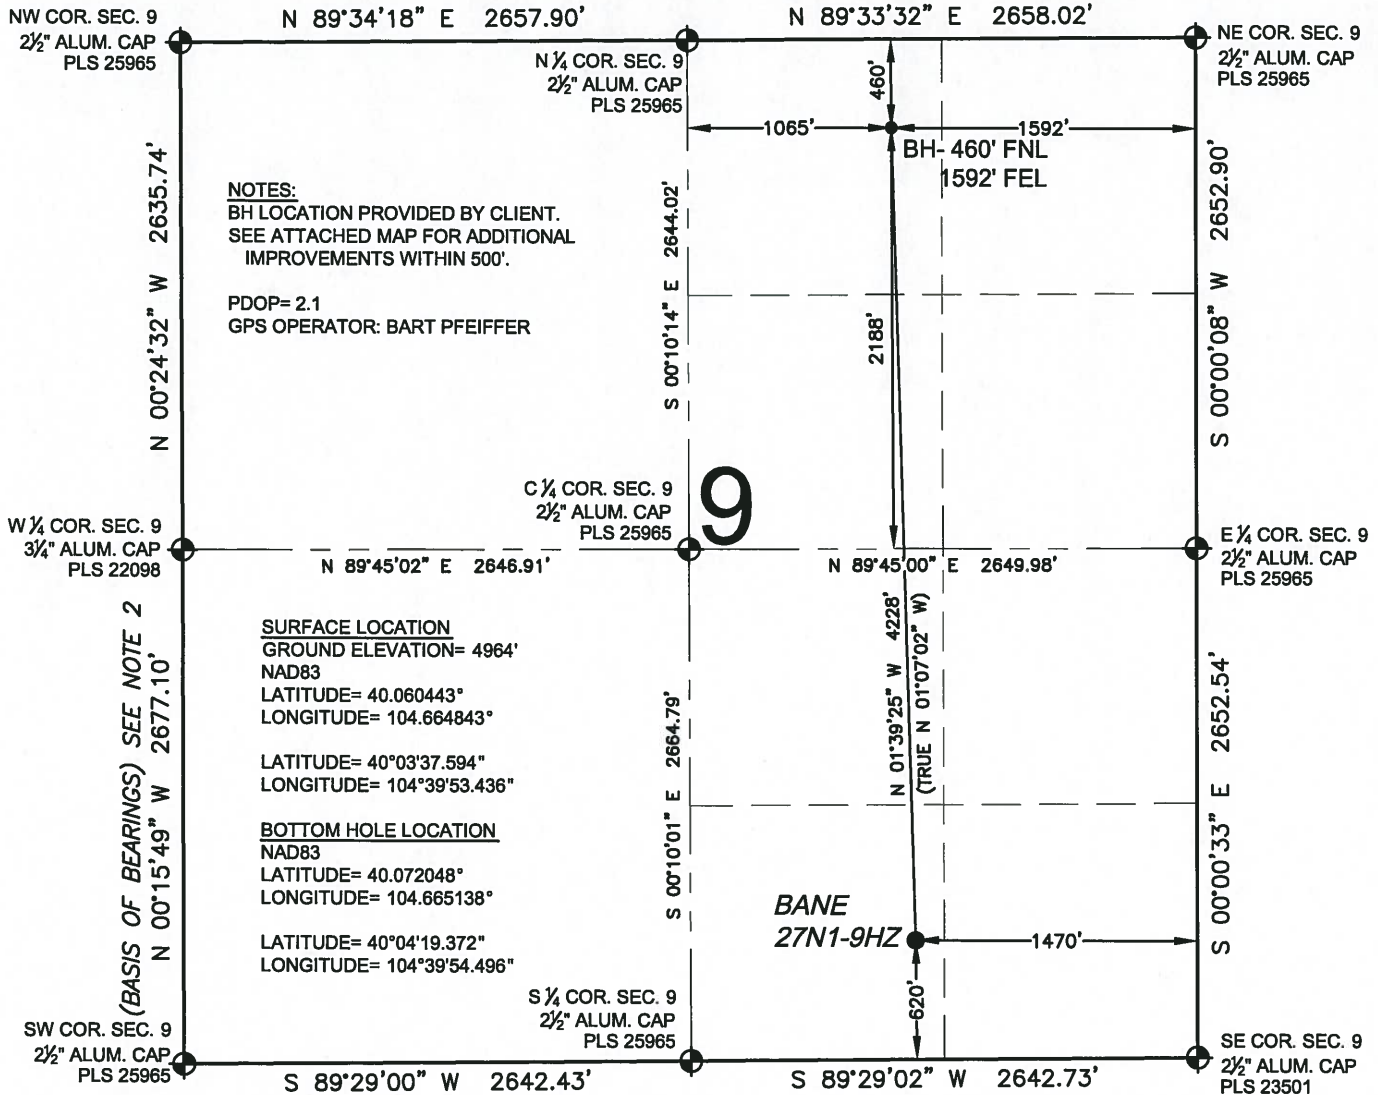 N 89°34'18" E 2657.90'
N 89°33'32" E 2658.02'
NW COR. SEC. 9
2½" ALUM. CAP
PLS 25965
N ¼ COR. SEC. 9
2½" ALUM. CAP
PLS 25965
NE COR. SEC. 9
2½" ALUM. CAP
PLS 25965
460'
1065'
1592'
BH- 460' FNL
1592' FEL
N 00°24'32" W 2635.74'
NOTES:
BH LOCATION PROVIDED BY CLIENT.
SEE ATTACHED MAP FOR ADDITIONAL
IMPROVEMENTS WITHIN 500'.
PDOP= 2.1
GPS OPERATOR: BART PFEIFFER
S 00°10'14" E 2644.02'
2188'
S 00°00'08" W 2652.90'
9
C ¼ COR. SEC. 9
2½" ALUM. CAP
PLS 25965
W ¼ COR. SEC. 9
3¼" ALUM. CAP
PLS 22098
E ¼ COR. SEC. 9
2½" ALUM. CAP
PLS 25965
N 89°45'02" E 2646.91'
N 89°45'00" E 2649.98'
(BASIS OF BEARINGS) SEE NOTE 2
N 00°15'49" W 2677.10'
SURFACE LOCATION
GROUND ELEVATION= 4964'
NAD83
LATITUDE= 40.060443°
LONGITUDE= 104.664843°
LATITUDE= 40°03'37.594"
LONGITUDE= 104°39'53.436"
BOTTOM HOLE LOCATION
NAD83
LATITUDE= 40.072048°
LONGITUDE= 104.665138°
LATITUDE= 40°04'19.372"
LONGITUDE= 104°39'54.496"
S 00°10'01" E 2664.79'
N 01°39'25" W 4228'
(TRUE N 01°07'02" W)
S 00°00'33" E 2652.54'
BANE
27N1-9HZ
1470'
620'
SW COR. SEC. 9
2½" ALUM. CAP
PLS 25965
S ¼ COR. SEC. 9
2½" ALUM. CAP
PLS 25965
SE COR. SEC. 9
2½" ALUM. CAP
PLS 23501
S 89°29'00" W 2642.43'
S 89°29'02" W 2642.73'